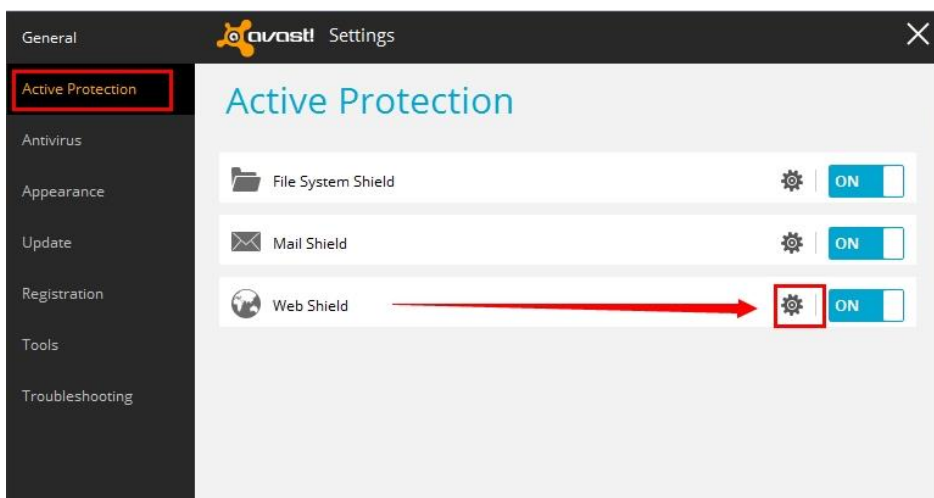 General
avast! Settings
Active Protection
Active Protection
Antivirus
File System Shield ON
Appearance
Mail Shield ON
Update
Web Shield ON
Registration
Tools
Troubleshooting